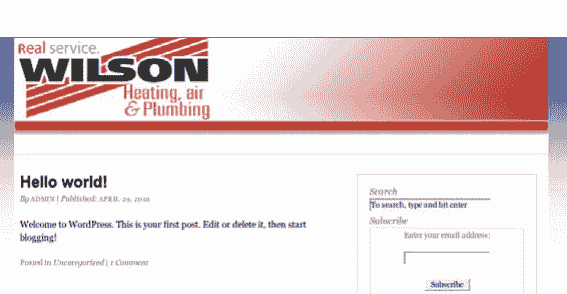 Real service.
WILSON
Heating, air
& Plumbing
Hello world!
By ADMIN | Published: APRIL 29, 2010
Welcome to WordPress. This is your first post. Edit or delete it, then start
blogging!
Posted in Uncategorized | 1 Comment
Search
To search, type and hit enter
Subscribe
Enter your email address:
Subscribe